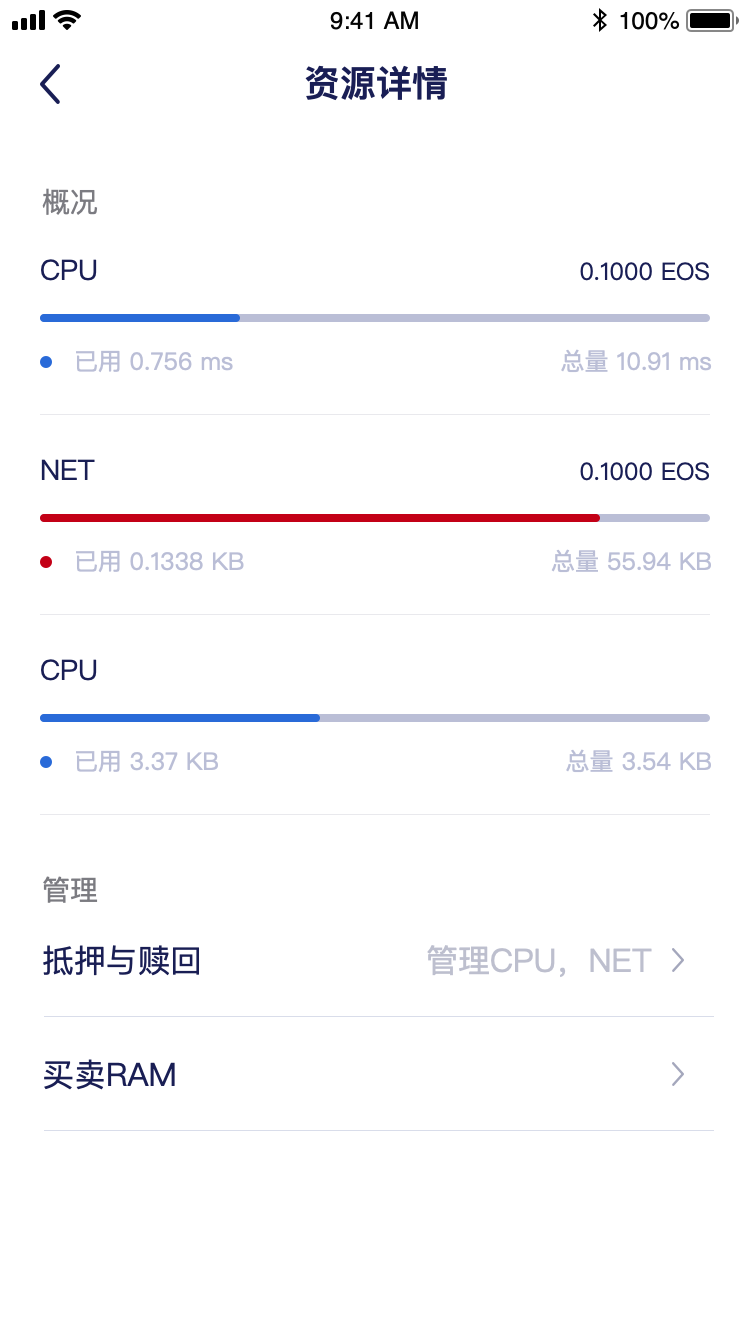 9:41 AM 100%
资源详情
概况
CPU 0.1000 EOS
已用 0.756 ms 总量 10.91 ms
NET 0.1000 EOS
已用 0.1338 KB 总量 55.94 KB
CPU
已用 3.37 KB 总量 3.54 KB
管理
抵押与赎回 管理CPU，NET
买卖RAM